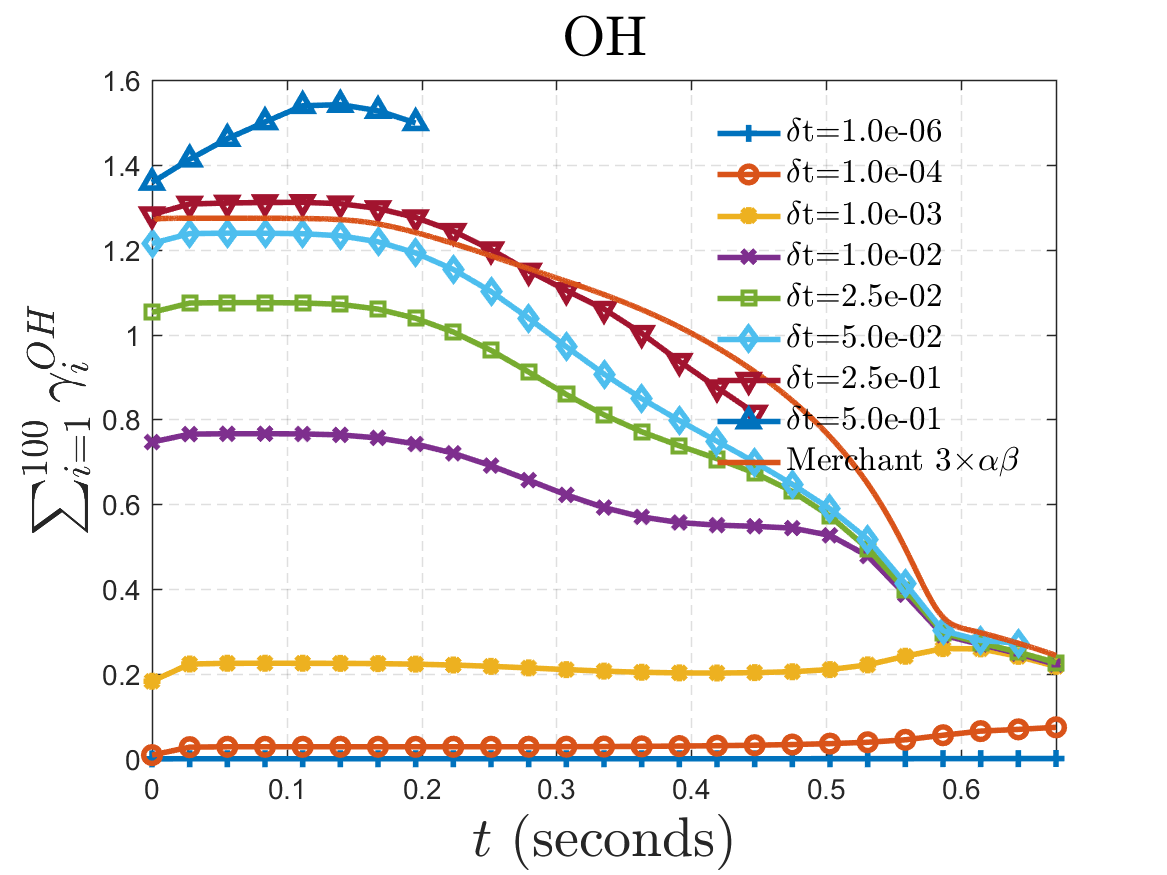 OH
1.6
1.4
1.2
1
0.8
0.6
0.4
0.2
0
∑_{i=1}^{100} γ_i^{OH}
δt=1.0e-06
δt=1.0e-04
δt=1.0e-03
δt=1.0e-02
δt=2.5e-02
δt=5.0e-02
δt=2.5e-01
δt=5.0e-01
Merchant 3×αβ
0 0.1 0.2 0.3 0.4 0.5 0.6
t (seconds)